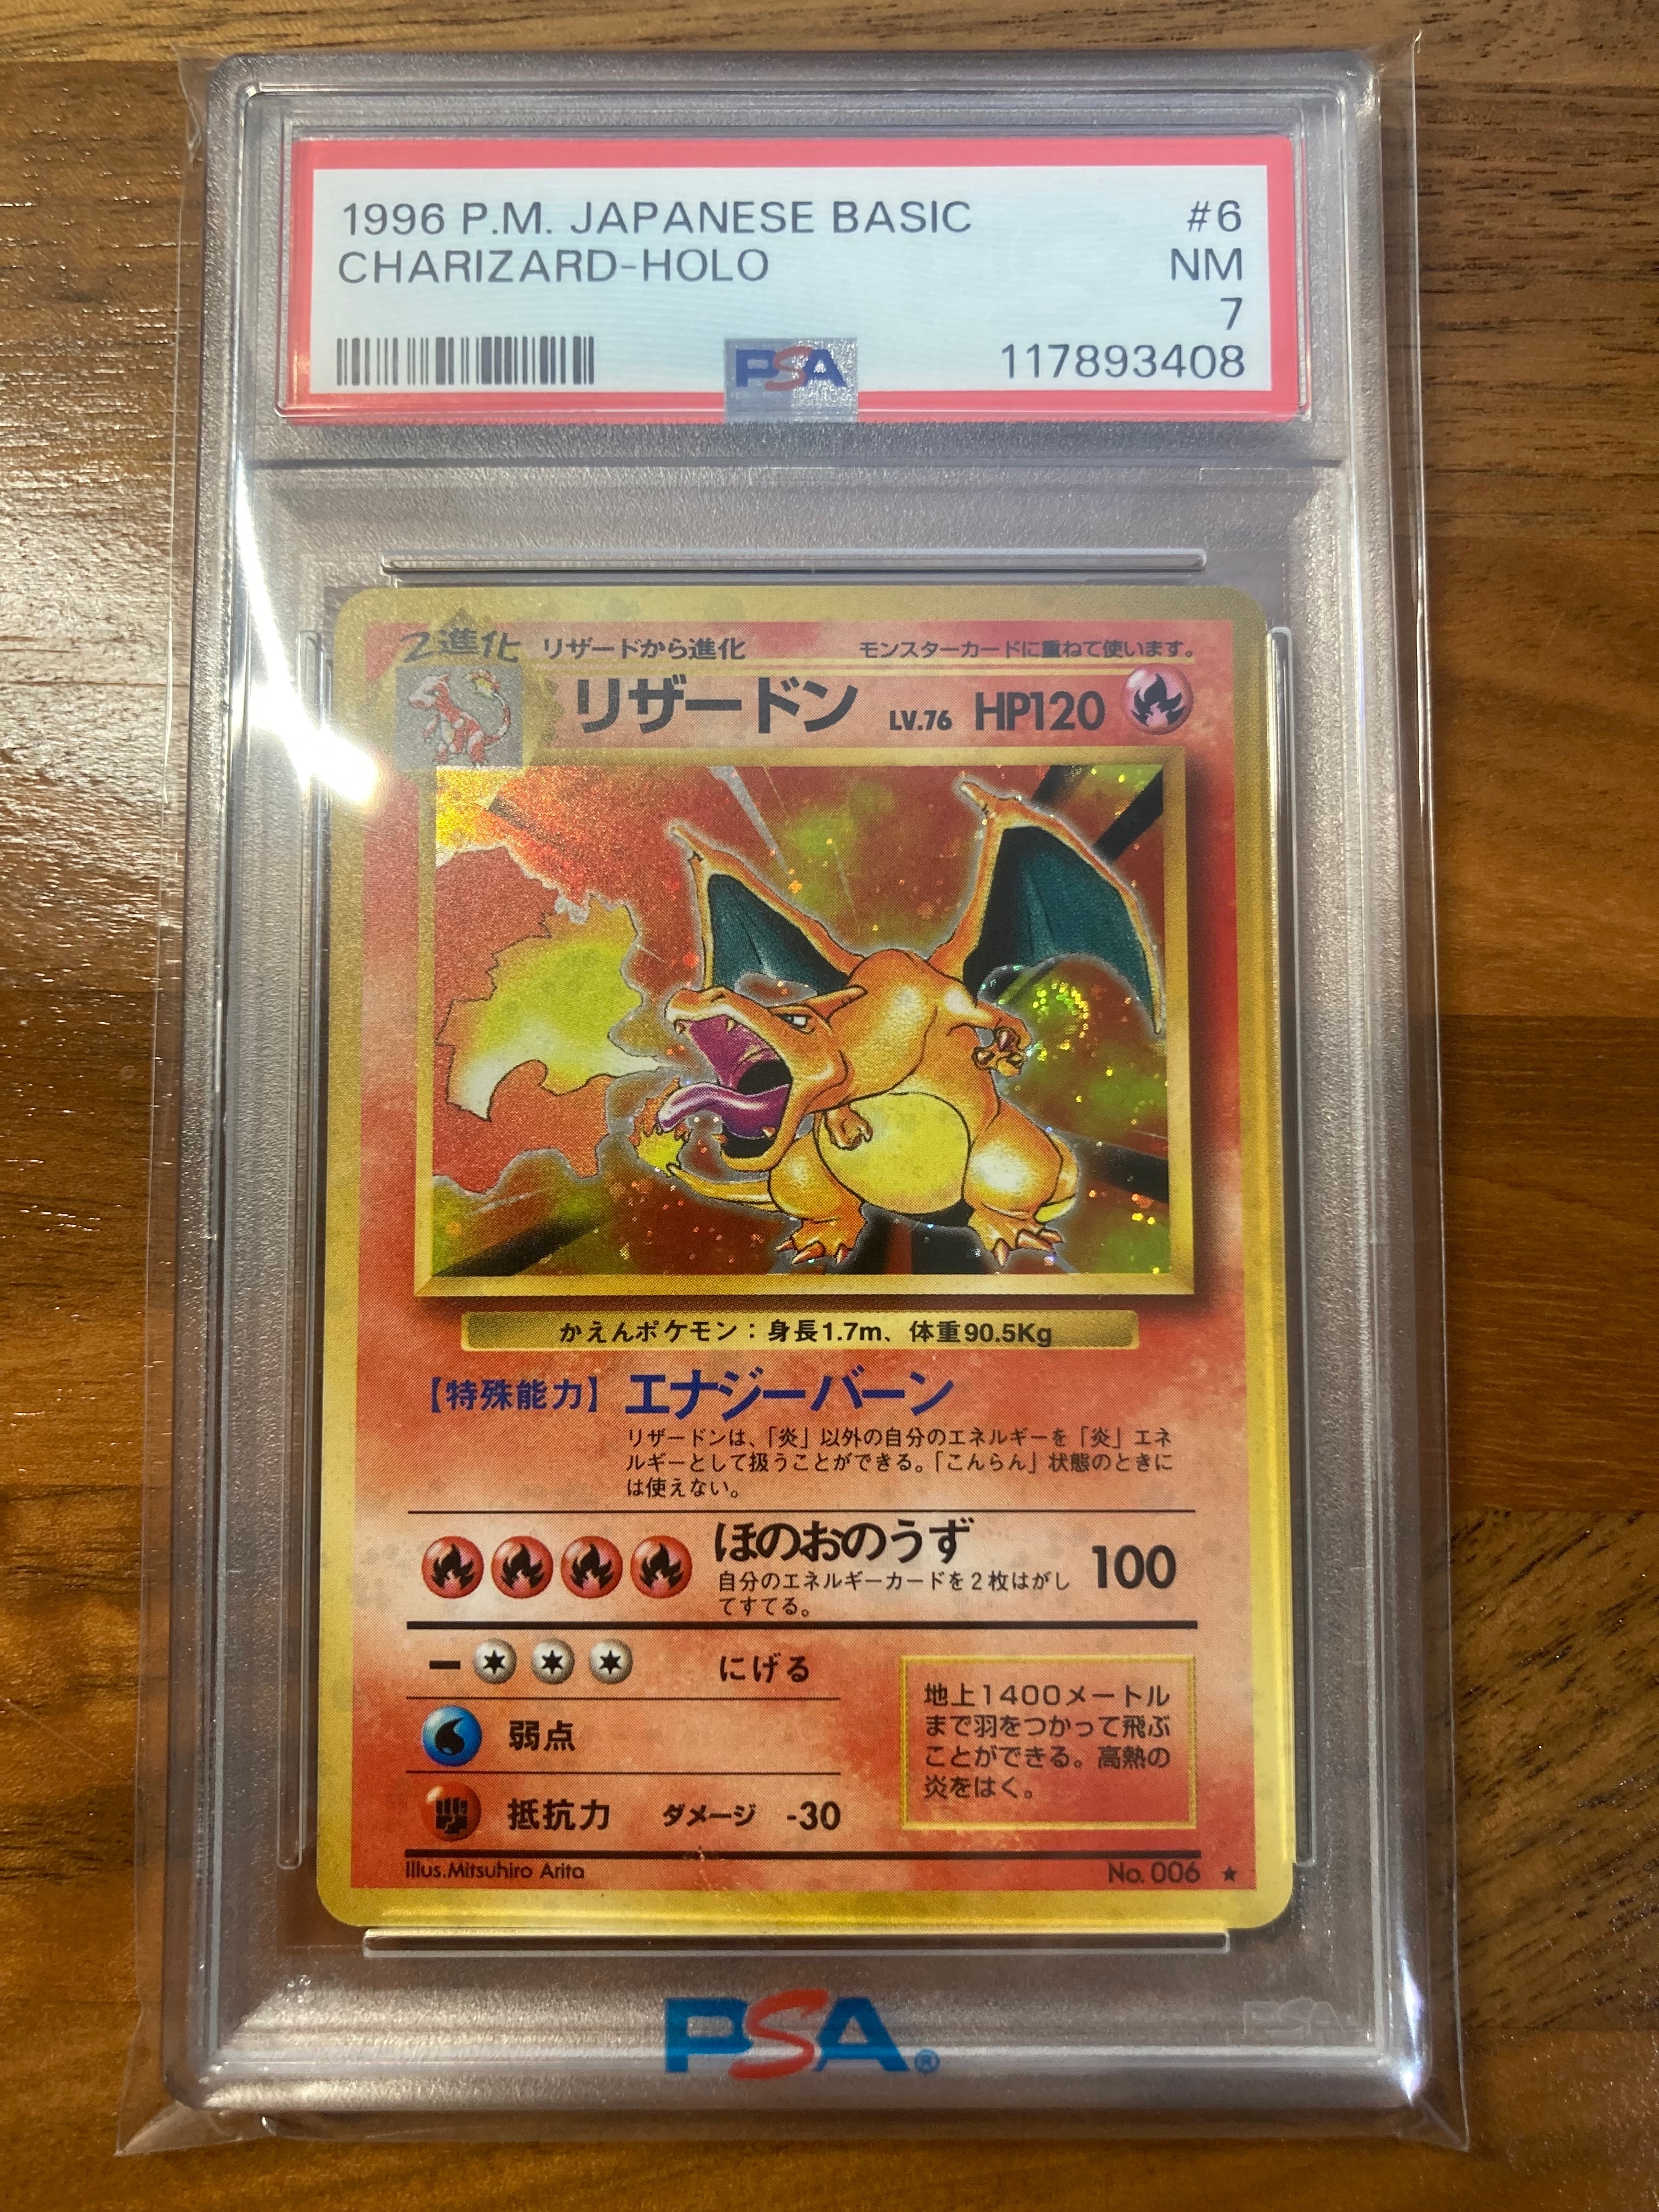 1996 P.M. JAPANESE BASIC #6
CHARIZARD-HOLO NM
7
PSA 117893408
2進化 リザードから進化 モンスターカードに重ねて使います。
リザードン LV.76 HP120
かえんポケモン：身長1.7m、体重90.5Kg
【特殊能力】エナジーバーン
リザードンは、「炎」以外の自分のエネルギーを「炎」エネ
ルギーとして扱うことができる。「こんらん」状態のときに
は使えない。
ほのおのうず 100
自分のエネルギーカードを2枚はがし
てすてる。
ー にげる
弱点
抵抗力 ダメージ -30
地上1400メートル
まで羽をつかって飛ぶ
ことができる。高熱の
炎をはく。
Illus.Mitsuhiro Arita No. 006 ★
PSA
PSA®